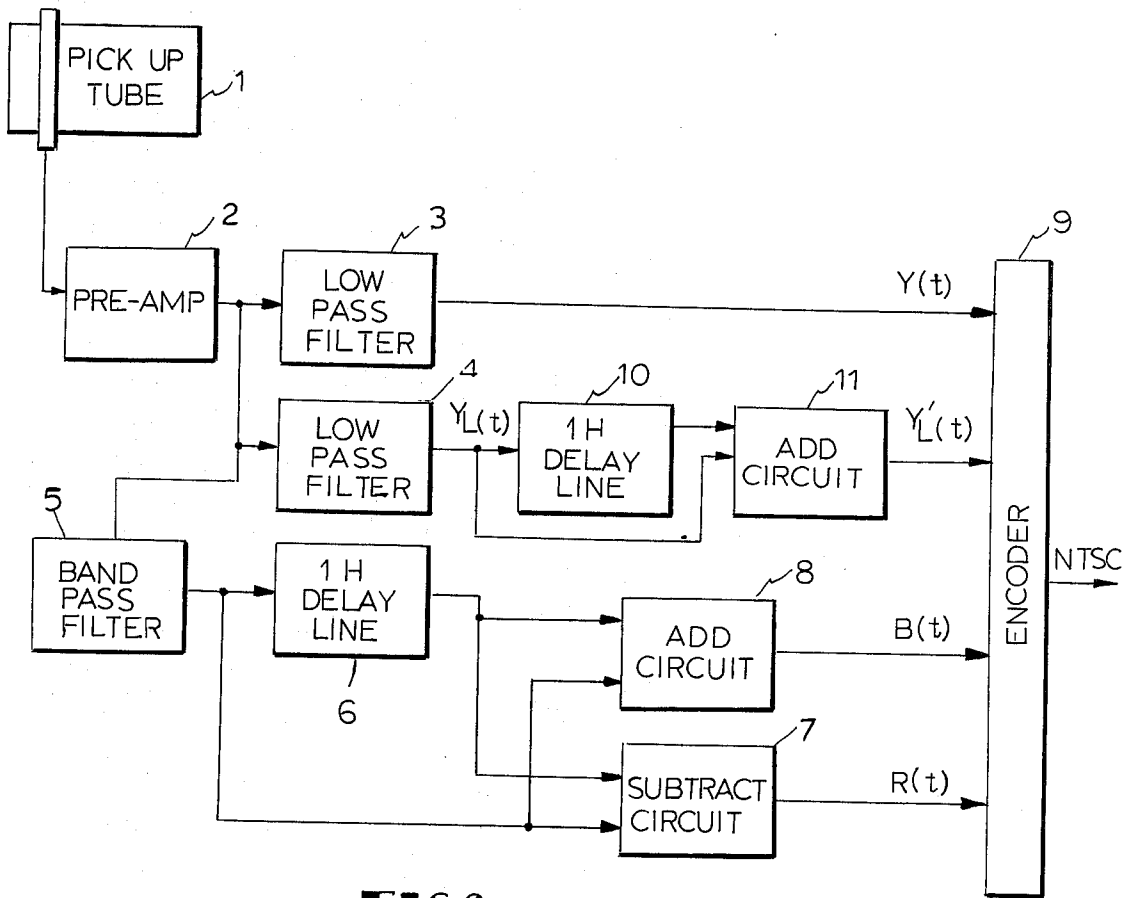 PICK UP
TUBE
1
2
PRE-AMP
3
LOW
PASS
FILTER
Y(t)
9
4
LOW
PASS
FILTER
YL(t)
10
1H
DELAY
LINE
11
ADD
CIRCUIT
Y'L(t)
5
BAND
PASS
FILTER
1H
DELAY
LINE
6
8
ADD
CIRCUIT
B(t)
7
SUBTRACT
CIRCUIT
R(t)
ENCODER
NTSC